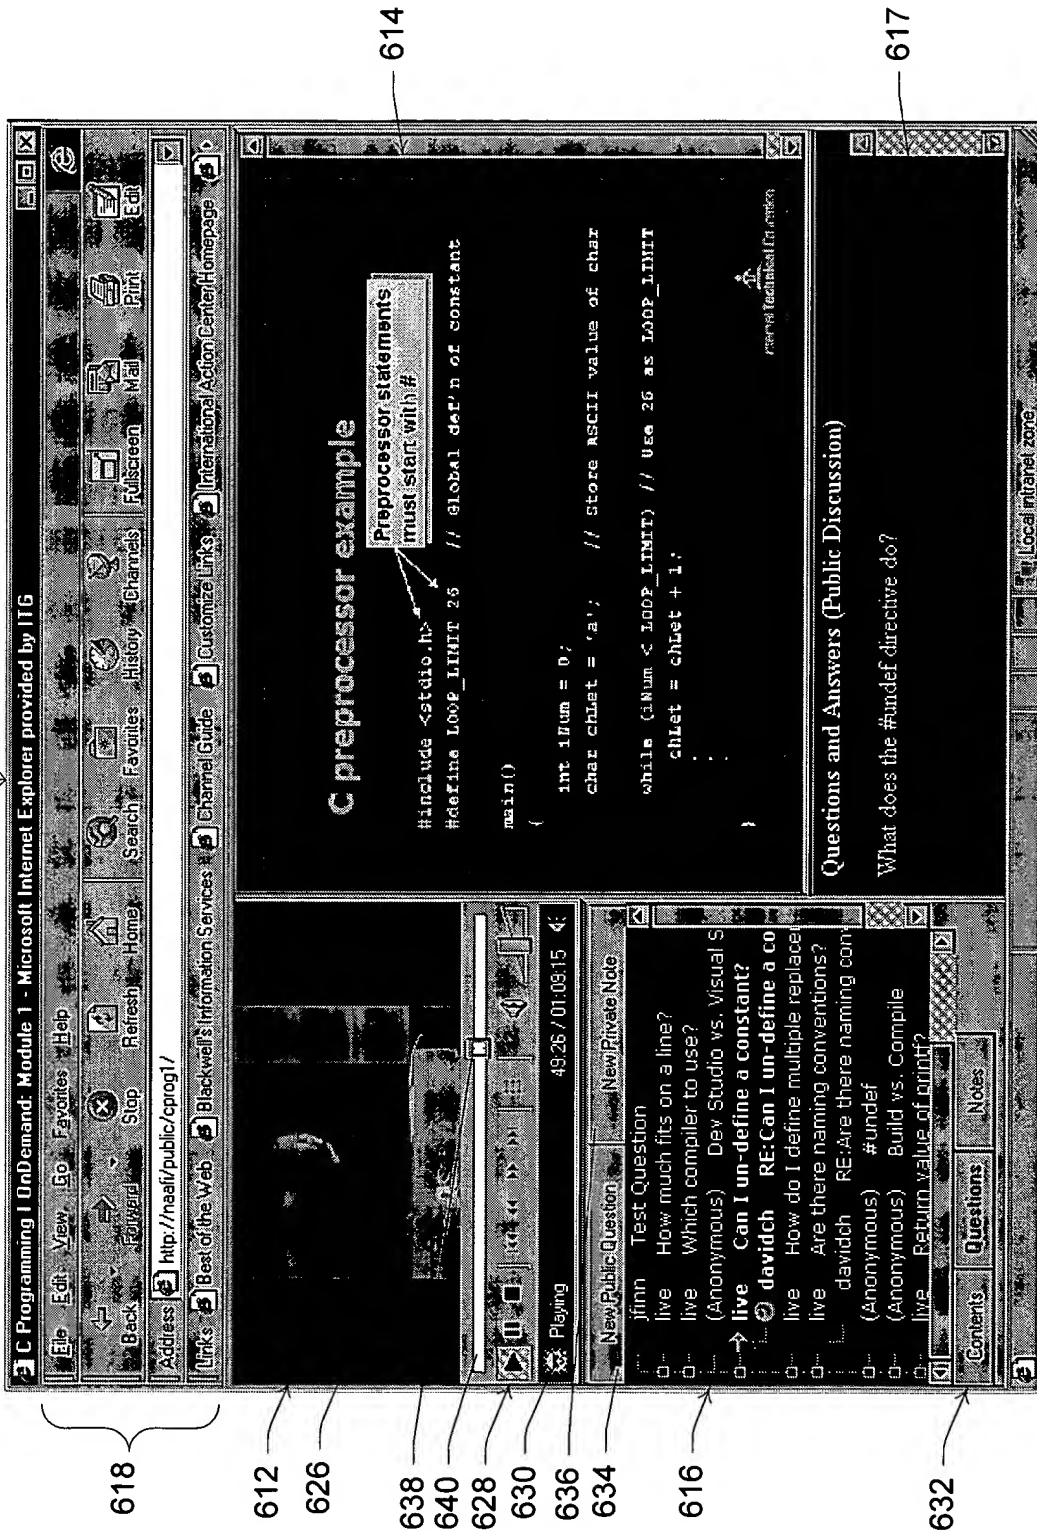 C Programming I OnDemand: Module 1 - Microsoft Internet Explorer provided by ITG
File Edit View Go Favorites Help
Back Forward Stop Refresh Home Search Favorites History Channels Fullscreen Mail Print Edit
Address http://naafi/public/cprog1/
Links Best of the Web Blackwell's Information Services Channel Guide Customize Links International Action Center Homepage
618
612
626
638
640
628
630
636
634
616
632
614
617
Playing 49:26 / 01:09:15
New Public Question New Private Note
jfinn Test Question
live How much fits on a line?
live Which compiler to use?
(Anonymous) Dev Studio vs. Visual S
live Can I un-define a constant?
davidch RE:Can I un-define a co
live How do I define multiple replacem
live Are there naming conventions?
davidch RE:Are there naming conv
(Anonymous) #undef
(Anonymous) Build vs. Compile
live Return value of printf?
Contents Questions Notes
C preprocessor example
Preprocessor statements
must start with #
#include <stdio.h>
#define LOOP_LIMIT 26 // Global def'n of constant
main()
{
int iNum = 0;
char chLet = 'a'; // Store ASCII value of char
while (iNum < LOOP_LIMIT) // Use 26 as LOOP_LIMIT
chLet = chLet + 1;
.
.
}
Technical Education
Questions and Answers (Public Discussion)
What does the #undef directive do?
Local intranet zone